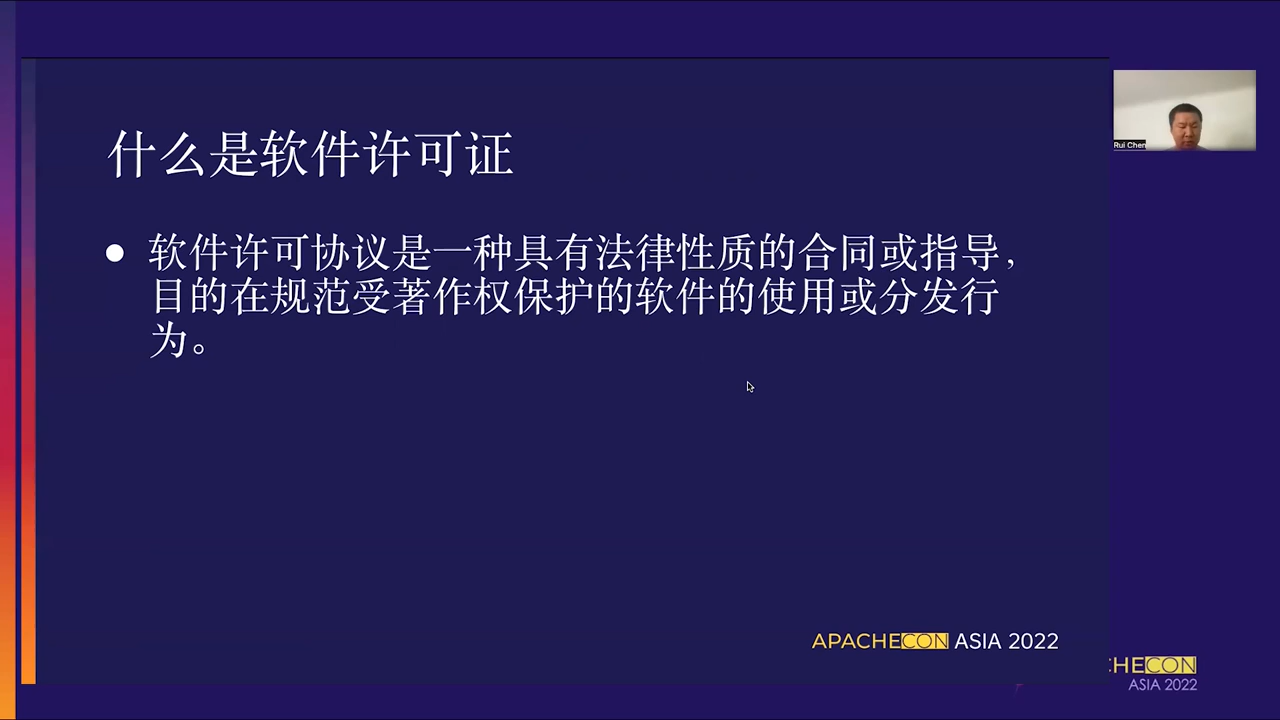 什么是软件许可证
软件许可协议是一种具有法律性质的合同或指导，
目的在规范受著作权保护的软件的使用或分发行
为。
Rui Chen
APACHECON ASIA 2022
CHECON
ASIA 2022